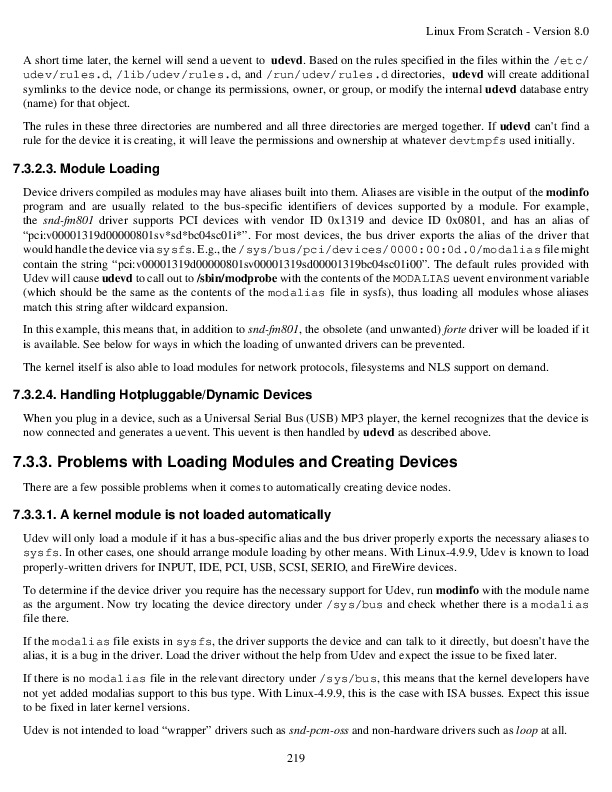 Linux From Scratch - Version 8.0
A short time later, the kernel will send a uevent to udevd. Based on the rules specified in the files within the /etc/
udev/rules.d, /lib/udev/rules.d, and /run/udev/rules.d directories, udevd will create additional
symlinks to the device node, or change its permissions, owner, or group, or modify the internal udevd database entry
(name) for that object.
The rules in these three directories are numbered and all three directories are merged together. If udevd can't find a
rule for the device it is creating, it will leave the permissions and ownership at whatever devtmpfs used initially.
7.3.2.3. Module Loading
Device drivers compiled as modules may have aliases built into them. Aliases are visible in the output of the modinfo
program and are usually related to the bus-specific identifiers of devices supported by a module. For example,
the snd-fm801 driver supports PCI devices with vendor ID 0x1319 and device ID 0x0801, and has an alias of
“pci:v00001319d00000801sv*sd*bc04sc01i*”. For most devices, the bus driver exports the alias of the driver that
would handle the device via sysfs. E.g., the /sys/bus/pci/devices/0000:00:0d.0/modalias file might
contain the string “pci:v00001319d00000801sv00001319sd00001319bc04sc01i00”. The default rules provided with
Udev will cause udevd to call out to /sbin/modprobe with the contents of the MODALIAS uevent environment variable
(which should be the same as the contents of the modalias file in sysfs), thus loading all modules whose aliases
match this string after wildcard expansion.
In this example, this means that, in addition to snd-fm801, the obsolete (and unwanted) forte driver will be loaded if it
is available. See below for ways in which the loading of unwanted drivers can be prevented.
The kernel itself is also able to load modules for network protocols, filesystems and NLS support on demand.
7.3.2.4. Handling Hotpluggable/Dynamic Devices
When you plug in a device, such as a Universal Serial Bus (USB) MP3 player, the kernel recognizes that the device is
now connected and generates a uevent. This uevent is then handled by udevd as described above.
7.3.3. Problems with Loading Modules and Creating Devices
There are a few possible problems when it comes to automatically creating device nodes.
7.3.3.1. A kernel module is not loaded automatically
Udev will only load a module if it has a bus-specific alias and the bus driver properly exports the necessary aliases to
sysfs. In other cases, one should arrange module loading by other means. With Linux-4.9.9, Udev is known to load
properly-written drivers for INPUT, IDE, PCI, USB, SCSI, SERIO, and FireWire devices.
To determine if the device driver you require has the necessary support for Udev, run modinfo with the module name
as the argument. Now try locating the device directory under /sys/bus and check whether there is a modalias
file there.
If the modalias file exists in sysfs, the driver supports the device and can talk to it directly, but doesn't have the
alias, it is a bug in the driver. Load the driver without the help from Udev and expect the issue to be fixed later.
If there is no modalias file in the relevant directory under /sys/bus, this means that the kernel developers have
not yet added modalias support to this bus type. With Linux-4.9.9, this is the case with ISA busses. Expect this issue
to be fixed in later kernel versions.
Udev is not intended to load “wrapper” drivers such as snd-pcm-oss and non-hardware drivers such as loop at all.
219